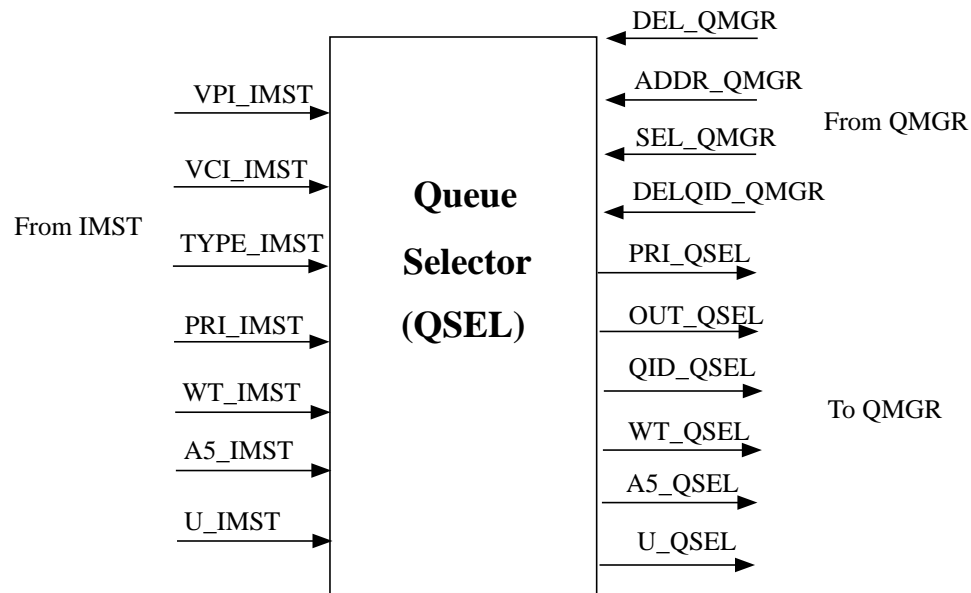 DEL_QMGR
ADDR_QMGR
From QMGR
SEL_QMGR
DELQID_QMGR
VPI_IMST
VCI_IMST
From IMST
TYPE_IMST
PRI_IMST
WT_IMST
A5_IMST
U_IMST
Queue
Selector
(QSEL)
PRI_QSEL
OUT_QSEL
QID_QSEL
To QMGR
WT_QSEL
A5_QSEL
U_QSEL